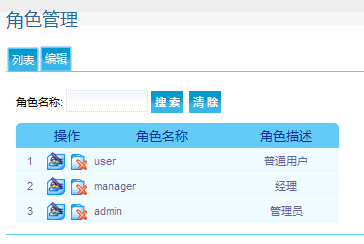 角色管理
列表 编辑
角色名称: 搜 索 清 除
操作 角色名称 角色描述
1 user 普通用户
2 manager 经理
3 admin 管理员